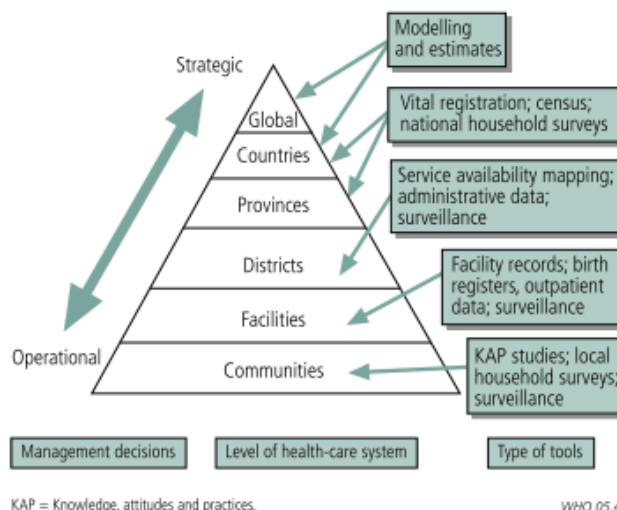 Modelling
and estimates
Strategic
Vital registration; census;
national household surveys
Global
Countries
Service availability mapping;
administrative data;
surveillance
Provinces
Districts
Facility records; birth
registers, outpatient
data; surveillance
Facilities
Operational
Communities
KAP studies; local
household surveys;
surveillance
Management decisions
Level of health-care system
Type of tools
KAP = Knowledge, attitudes and practices.